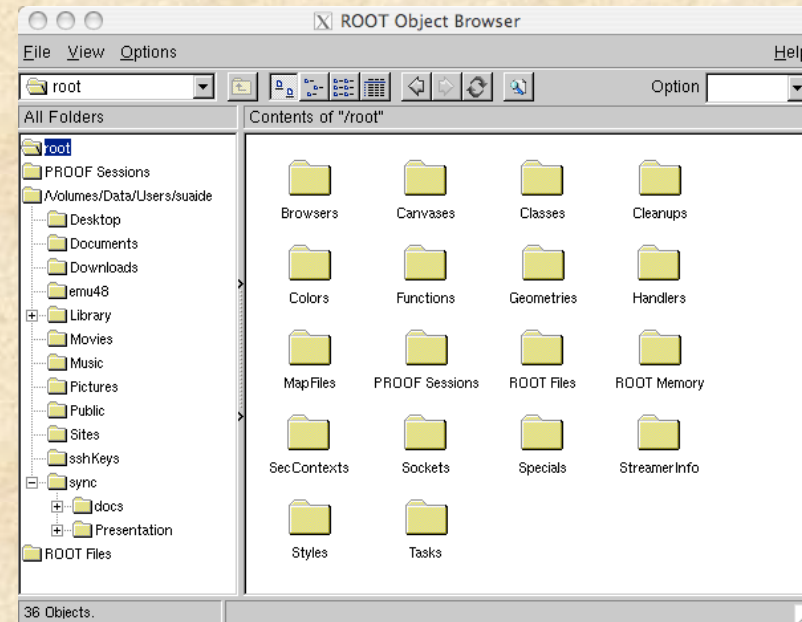 ROOT Object Browser
File View Options Help
root Option
All Folders
Contents of "/root"
root
PROOF Sessions
/Volumes/Data/Users/suaide
Desktop
Documents
Downloads
emu48
Library
Movies
Music
Pictures
Public
Sites
sshKeys
sync
docs
Presentation
ROOT Files
Browsers Canvases Classes Cleanups
Colors Functions Geometries Handlers
MapFiles PROOF Sessions ROOT Files ROOT Memory
SecContexts Sockets Specials StreamerInfo
Styles Tasks
36 Objects.